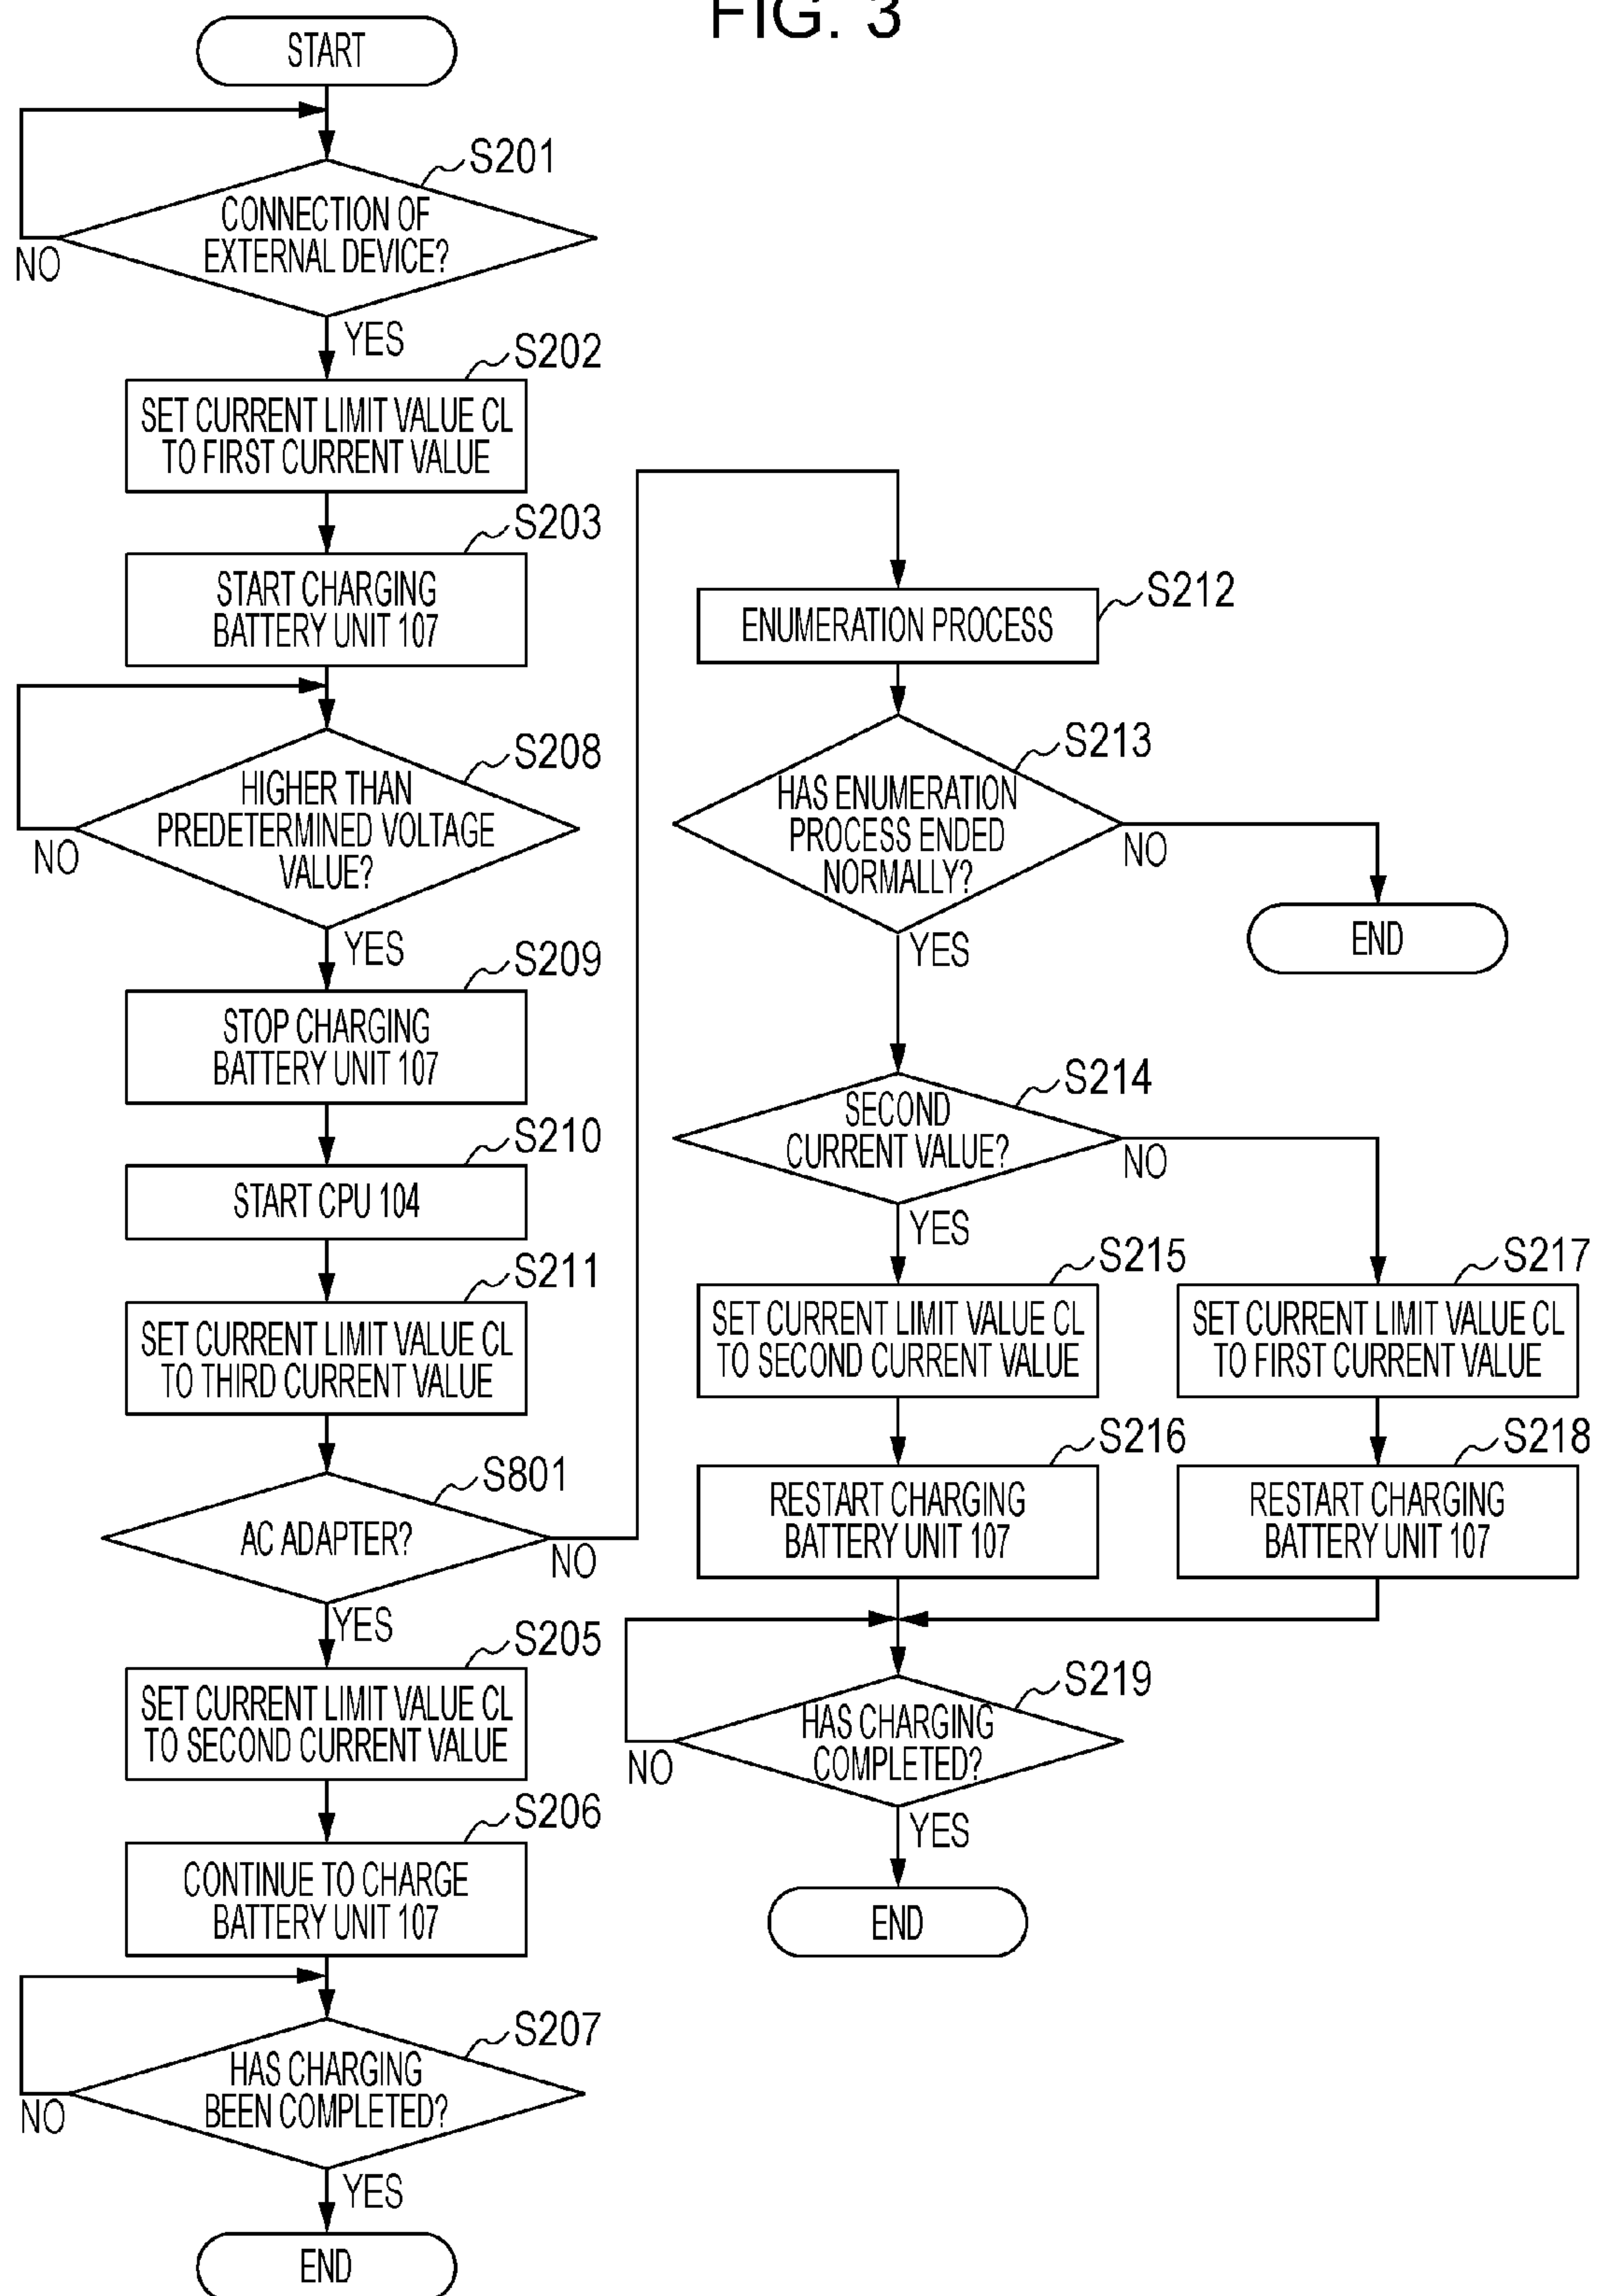 FIG. 3
START
S201
CONNECTION OF
EXTERNAL DEVICE?
NO
YES
S202
SET CURRENT LIMIT VALUE CL
TO FIRST CURRENT VALUE
S203
START CHARGING
BATTERY UNIT 107
S208
HIGHER THAN
PREDETERMINED VOLTAGE
VALUE?
NO
YES
S209
STOP CHARGING
BATTERY UNIT 107
S210
START CPU 104
S211
SET CURRENT LIMIT VALUE CL
TO THIRD CURRENT VALUE
S801
AC ADAPTER?
NO
YES
S205
SET CURRENT LIMIT VALUE CL
TO SECOND CURRENT VALUE
S206
CONTINUE TO CHARGE
BATTERY UNIT 107
S207
HAS CHARGING
BEEN COMPLETED?
NO
YES
END
S212
ENUMERATION PROCESS
S213
HAS ENUMERATION
PROCESS ENDED
NORMALLY?
NO
END
YES
S214
SECOND
CURRENT VALUE?
NO
YES
S215
SET CURRENT LIMIT VALUE CL
TO SECOND CURRENT VALUE
S216
RESTART CHARGING
BATTERY UNIT 107
S217
SET CURRENT LIMIT VALUE CL
TO FIRST CURRENT VALUE
S218
RESTART CHARGING
BATTERY UNIT 107
S219
HAS CHARGING
COMPLETED?
NO
YES
END